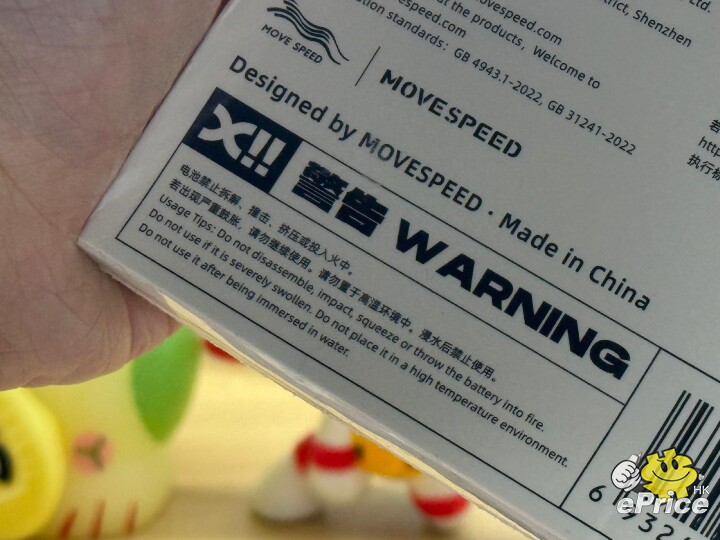 Ltd.
trict, Shenzhen
movespeed.com
t the products, Welcome to
peed.com
tion standards: GB 4943.1-2022, GB 31241-2022
MOVE SPEED
MOVESPEED
Designed by MOVESPEED · Made in China
警告 WARNING
电池禁止拆解、撞击、挤压或投入火中。
若出现严重鼓胀,请勿继续使用。请勿置于高温环境中。浸水后禁止使用。
Usage Tips: Do not disassemble, impact, squeeze or throw the battery into fire.
Do not use if it is severely swollen. Do not place it in a high temperature environment.
Do not use it after being immersed in water.
执行标
ePrice
HK